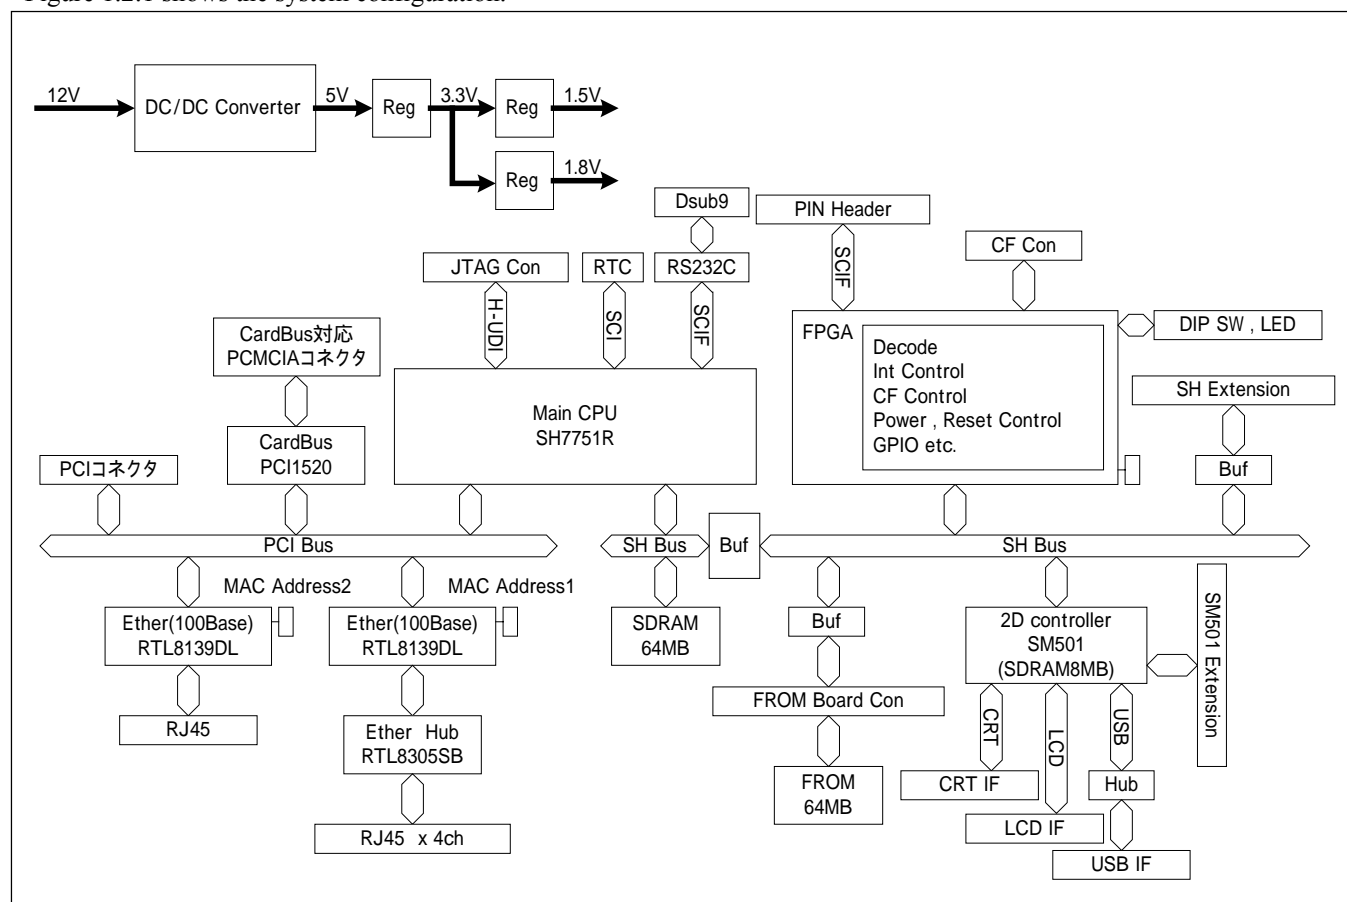 Figure 1.2.1 shows the system configuration.
12V
DC/DC Converter
5V
Reg
3.3V
Reg
1.5V
Reg
1.8V
Dsub9
PIN Header
CF Con
JTAG Con
RTC
RS232C
SCIF
H-UDI
SCI
SCIF
FPGA
Decode
Int Control
CF Control
Power , Reset Control
GPIO etc.
DIP SW , LED
SH Extension
Buf
CardBus対応
PCMCIAコネクタ
Main CPU
SH7751R
CardBus
PCI1520
PCIコネクタ
PCI Bus
SH Bus
Buf
SH Bus
MAC Address2
MAC Address1
Ether(100Base)
RTL8139DL
Ether(100Base)
RTL8139DL
SDRAM
64MB
Buf
2D controller
SM501
(SDRAM8MB)
SM501 Extension
RJ45
Ether Hub
RTL8305SB
FROM Board Con
CRT
LCD
USB
FROM
64MB
CRT IF
Hub
RJ45 x 4ch
LCD IF
USB IF